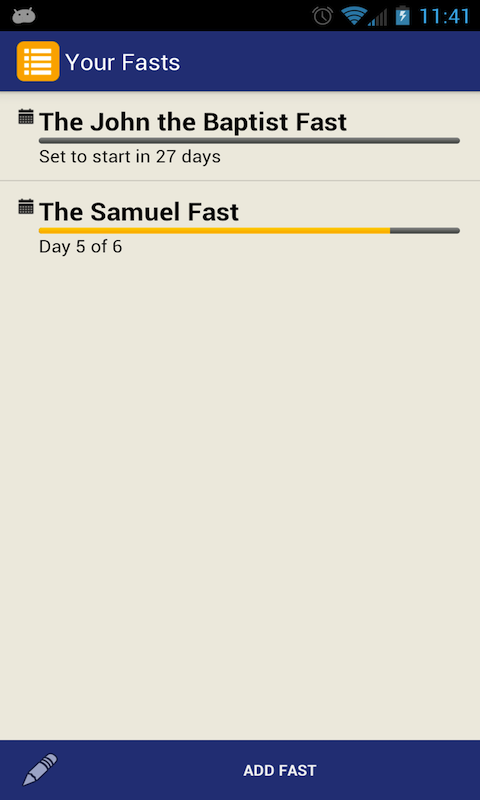 11:41
Your Fasts
The John the Baptist Fast
Set to start in 27 days
The Samuel Fast
Day 5 of 6
ADD FAST